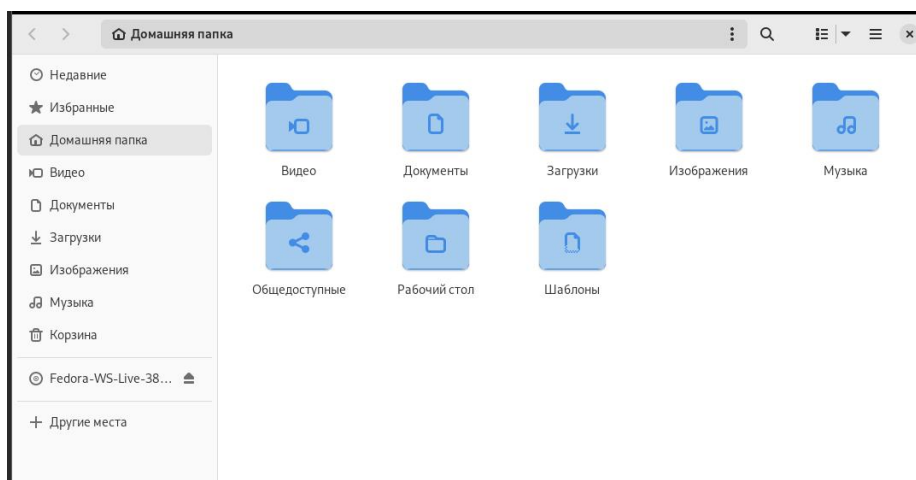 Домашняя папка
Недавние
Избранные
Домашняя папка
Видео
Документы
Загрузки
Изображения
Музыка
Корзина
Fedora-WS-Live-38...
Другие места
Видео
Документы
Загрузки
Изображения
Музыка
Общедоступные
Рабочий стол
Шаблоны